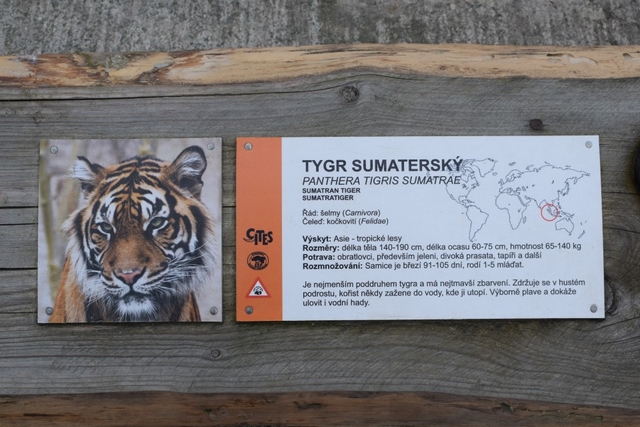 TYGR SUMATERSKÝ
PANTHERA TIGRIS SUMATRAE
SUMATRAN TIGER
SUMATRATIGER
Řád: šelmy (Carnivora)
Čeleď: kočkovití (Felidae)
CITES
Výskyt: Asie - tropické lesy
Rozměry: délka těla 140-190 cm, délka ocasu 60-75 cm, hmotnost 65-140 kg
Potrava: obratlovci, především jeleni, divoká prasata, tapíři a další
Rozmnožování: Samice je březí 91-105 dní, rodí 1-5 mláďat.
Je nejmenším poddruhem tygra a má nejtmavší zbarvení. Zdržuje se v hustém
podrostu, kořist někdy zažene do vody, kde ji utopí. Výborně plave a dokáže
ulovit i vodní hady.